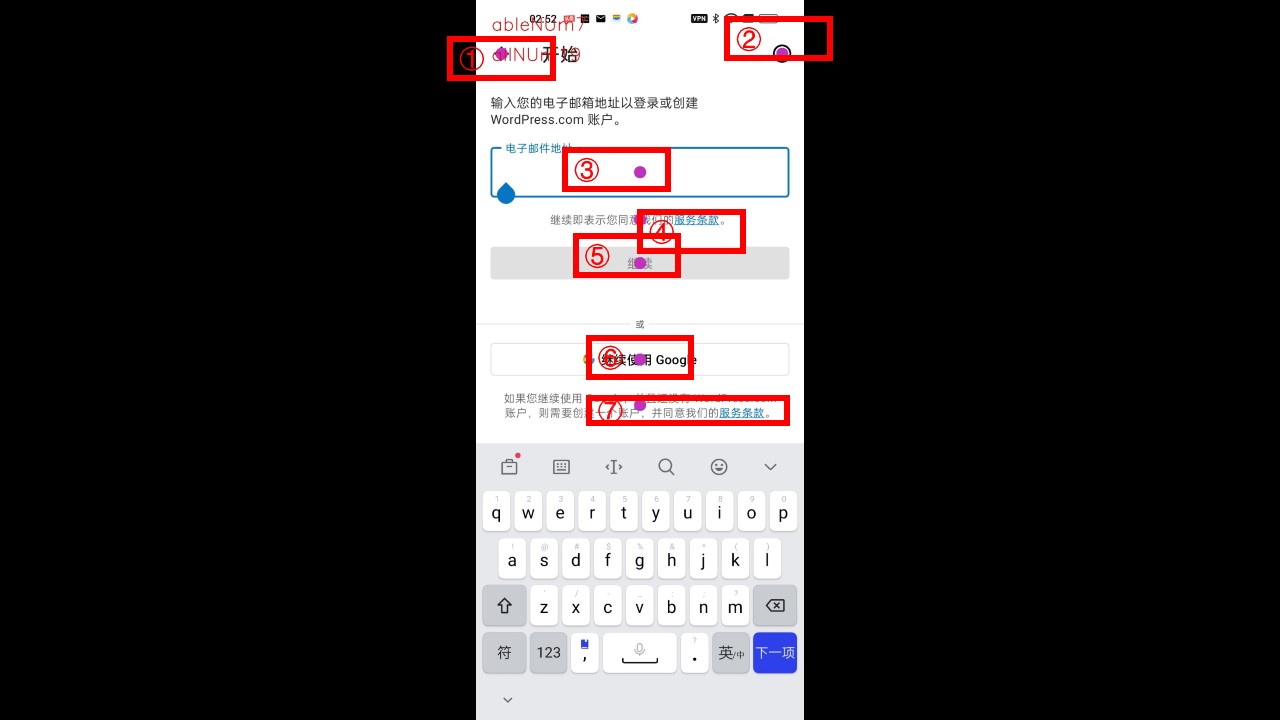 ableNum7
02:52
VPN
①
②
allNum 9
开始
输入您的电子邮箱地址以登录或创建
WordPress.com 账户。
电子邮件地址
③
继续即表示您同意我们的服务条款。
④
⑤
继续
或
⑥
继续使用 Google
如果您继续使用
⑦
账户,则需要创建一个账户,并同意我们的服务条款。
1 2 3 4 5 6 7 8 9 0
q w e r t y u i o p
! @ # $ % & * ( )
a s d f g h j k l
z x c v b n m
符 123 , . 英/中 下一项